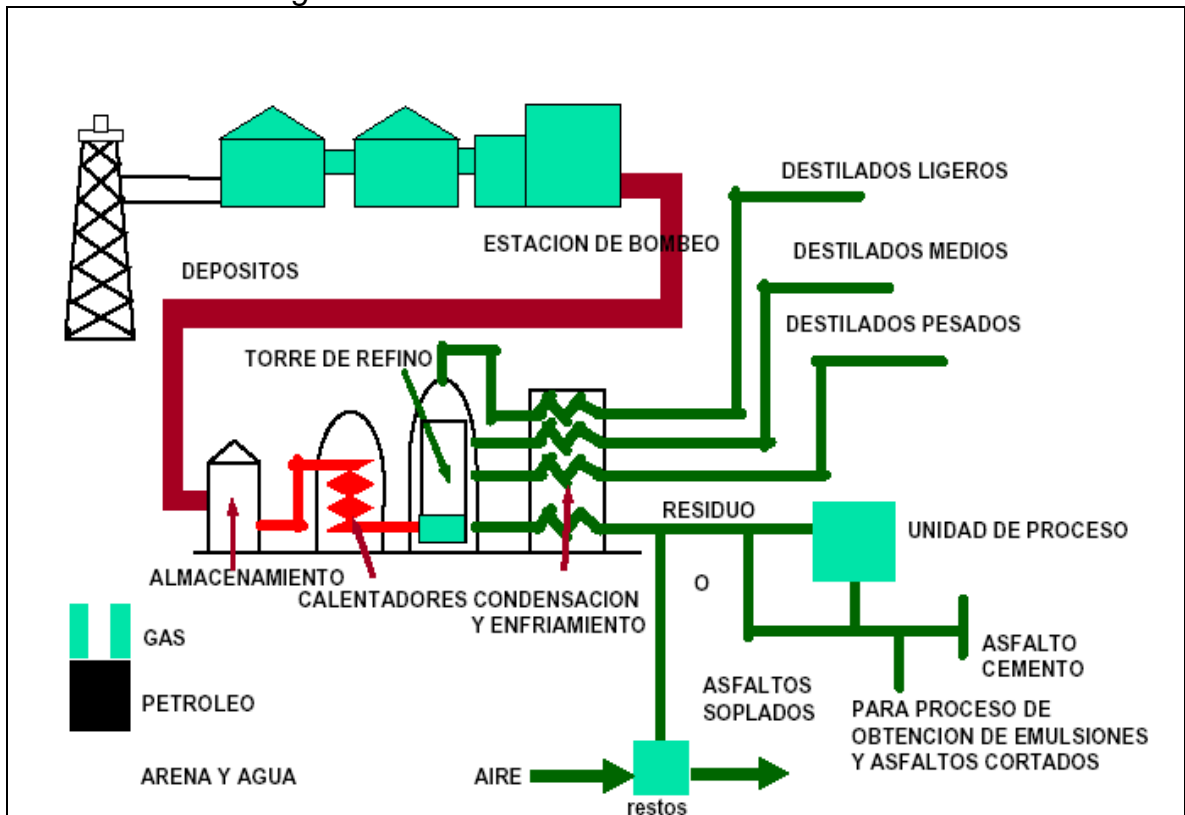 DESTILADOS LIGEROS
ESTACION DE BOMBEO
DESTILADOS MEDIOS
DEPOSITOS
DESTILADOS PESADOS
TORRE DE REFINO
RESIDUO
UNIDAD DE PROCESO
ALMACENAMIENTO
CALENTADORES
CONDENSACION
Y ENFRIAMIENTO
O
GAS
ASFALTO
CEMENTO
PETROLEO
ASFALTOS
SOPLADOS
PARA PROCESO DE
OBTENCION DE EMULSIONES
Y ASFALTOS CORTADOS
ARENA Y AGUA
AIRE
restos